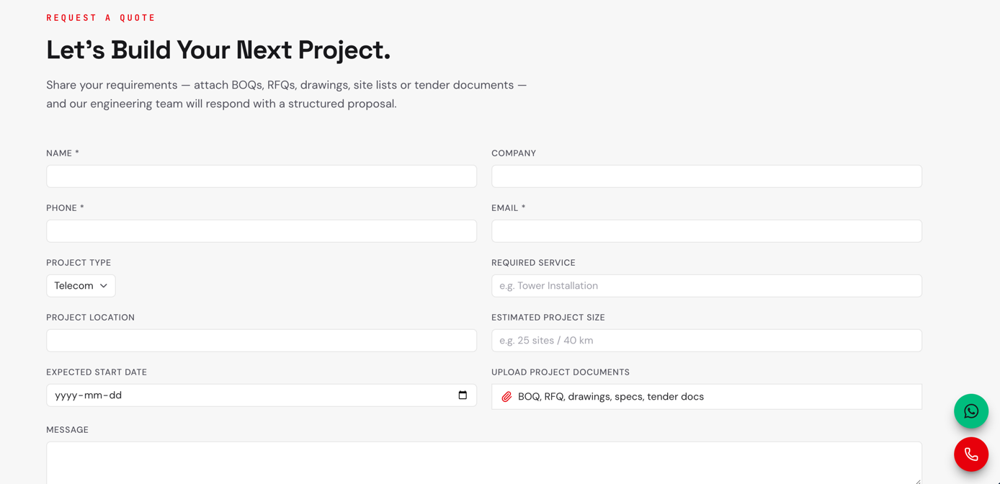 REQUEST A QUOTE
Let's Build Your Next Project.
Share your requirements — attach BOQs, RFQs, drawings, site lists or tender documents —
and our engineering team will respond with a structured proposal.
NAME *
COMPANY
PHONE *
EMAIL *
PROJECT TYPE
REQUIRED SERVICE
Telecom
e.g. Tower Installation
PROJECT LOCATION
ESTIMATED PROJECT SIZE
e.g. 25 sites / 40 km
EXPECTED START DATE
UPLOAD PROJECT DOCUMENTS
yyyy-mm-dd
BOQ, RFQ, drawings, specs, tender docs
MESSAGE